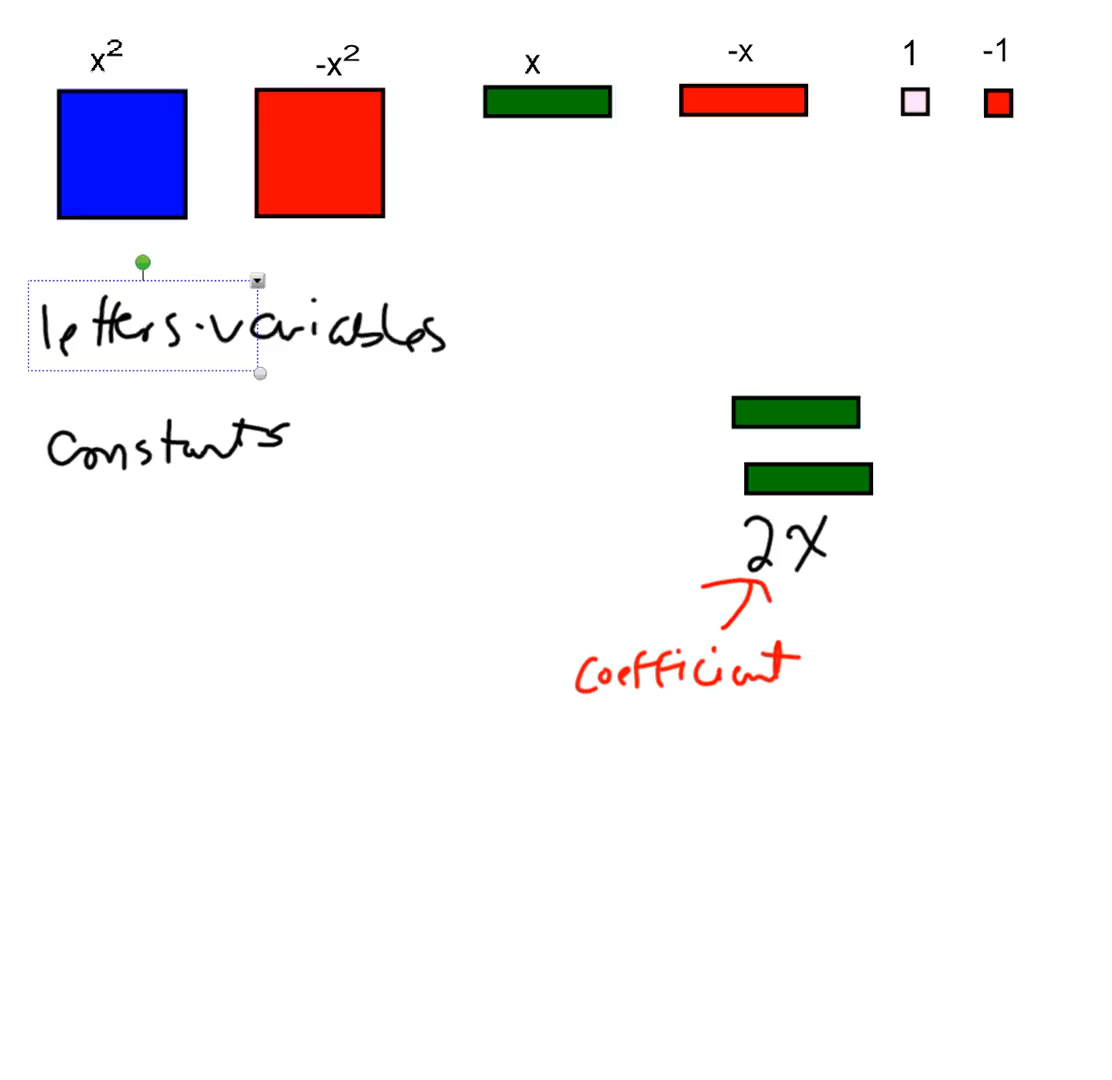 x² -x² x -x 1 -1
letters·variables
constants
2x
coefficient